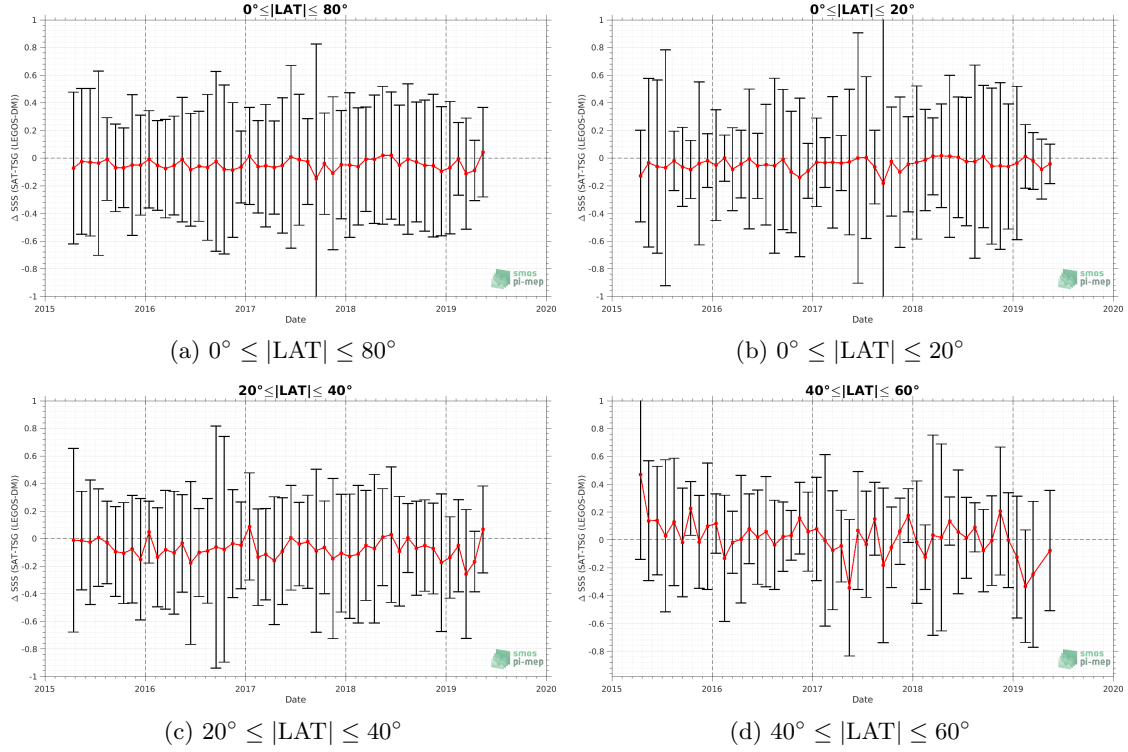 0°≤|LAT|≤ 80°
Δ SSS (SAT-TSG (LEGOS-DM))
1
0.8
0.6
0.4
0.2
0
-0.2
-0.4
-0.6
-0.8
-1
2015
2016
2017
2018
2019
2020
Date
smos
pi-mep
(a) 0° ≤ |LAT| ≤ 80°
0°≤|LAT|≤ 20°
Δ SSS (SAT-TSG (LEGOS-DM))
1
0.8
0.6
0.4
0.2
0
-0.2
-0.4
-0.6
-0.8
-1
2015
2016
2017
2018
2019
2020
Date
smos
pi-mep
(b) 0° ≤ |LAT| ≤ 20°
20°≤|LAT|≤ 40°
Δ SSS (SAT-TSG (LEGOS-DM))
1
0.8
0.6
0.4
0.2
0
-0.2
-0.4
-0.6
-0.8
-1
2015
2016
2017
2018
2019
2020
Date
smos
pi-mep
(c) 20° ≤ |LAT| ≤ 40°
40°≤|LAT|≤ 60°
Δ SSS (SAT-TSG (LEGOS-DM))
1
0.8
0.6
0.4
0.2
0
-0.2
-0.4
-0.6
-0.8
2015
2016
2017
2018
2019
2020
Date
smos
pi-mep
(d) 40° ≤ |LAT| ≤ 60°